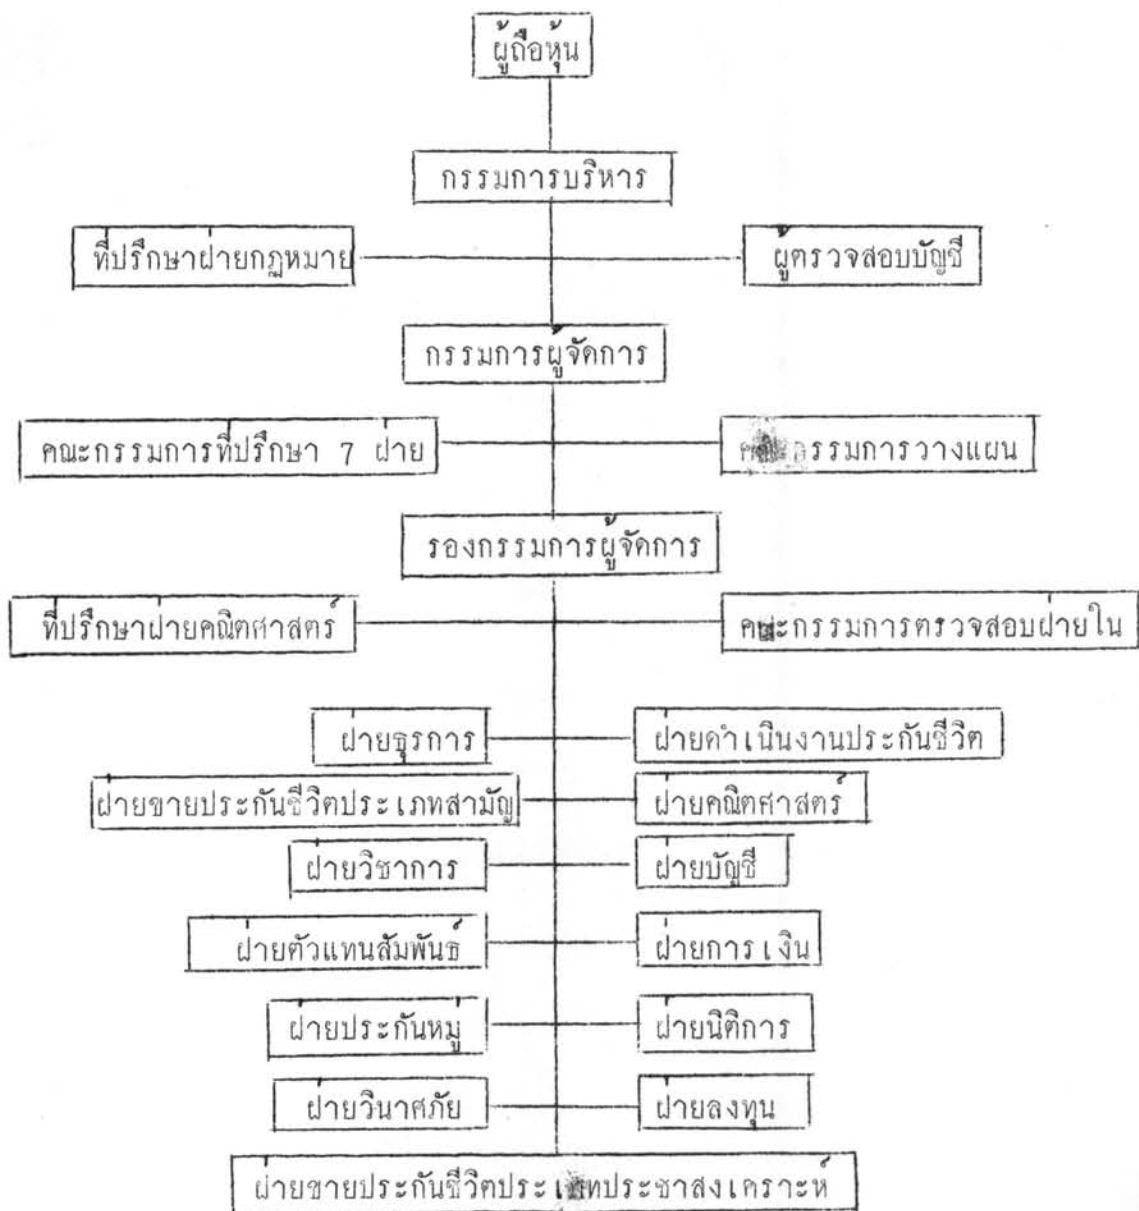 ผู้ถือหุ้น
กรรมการบริหาร
ที่ปรึกษาฝ่ายกฎหมาย
ผู้ตรวจสอบบัญชี
กรรมการผู้จัดการ
คณะกรรมการที่ปรึกษา 7 ฝ่าย
คณะกรรมการวางแผน
รองกรรมการผู้จัดการ
ที่ปรึกษาฝ่ายคณิตศาสตร์
คณะกรรมการตรวจสอบฝ่ายใน
ฝ่ายธุรการ
ฝ่ายดำเนินงานประกันชีวิต
ฝ่ายขายประกันชีวิตประเภทสามัญ
ฝ่ายคณิตศาสตร์
ฝ่ายวิชาการ
ฝ่ายบัญชี
ฝ่ายตัวแทนสัมพันธ์
ฝ่ายการเงิน
ฝ่ายประกันหมู่
ฝ่ายนิติการ
ฝ่ายวินาศภัย
ฝ่ายลงทุน
ฝ่ายขายประกันชีวิตประเภทประชาสงเคราะห์